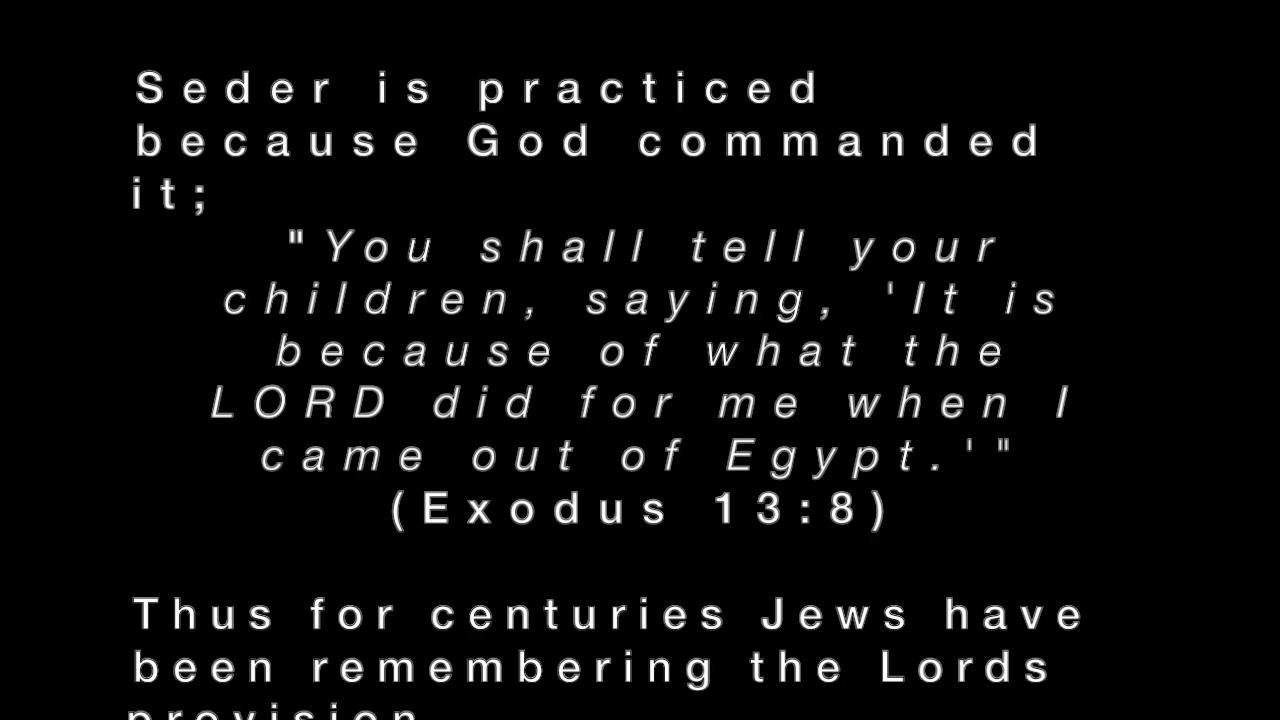 Seder is practiced
because God commanded
it;
"You shall tell your
children, saying, 'It is
because of what the
LORD did for me when I
came out of Egypt.'"
(Exodus 13:8)
Thus for centuries Jews have
been remembering the Lords
provision